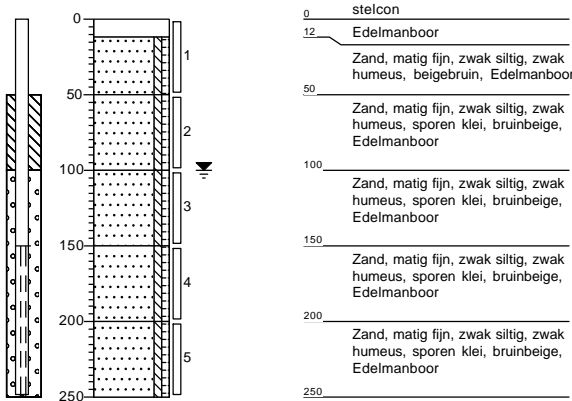 0
50
100
150
200
250
1
2
3
4
5
0 stelcon
12 Edelmanboor
Zand, matig fijn, zwak siltig, zwak
humeus, beigebruin, Edelmanboor
50
Zand, matig fijn, zwak siltig, zwak
humeus, sporen klei, bruinbeige,
Edelmanboor
100
Zand, matig fijn, zwak siltig, zwak
humeus, sporen klei, bruinbeige,
Edelmanboor
150
Zand, matig fijn, zwak siltig, zwak
humeus, sporen klei, bruinbeige,
Edelmanboor
200
Zand, matig fijn, zwak siltig, zwak
humeus, sporen klei, bruinbeige,
Edelmanboor
250